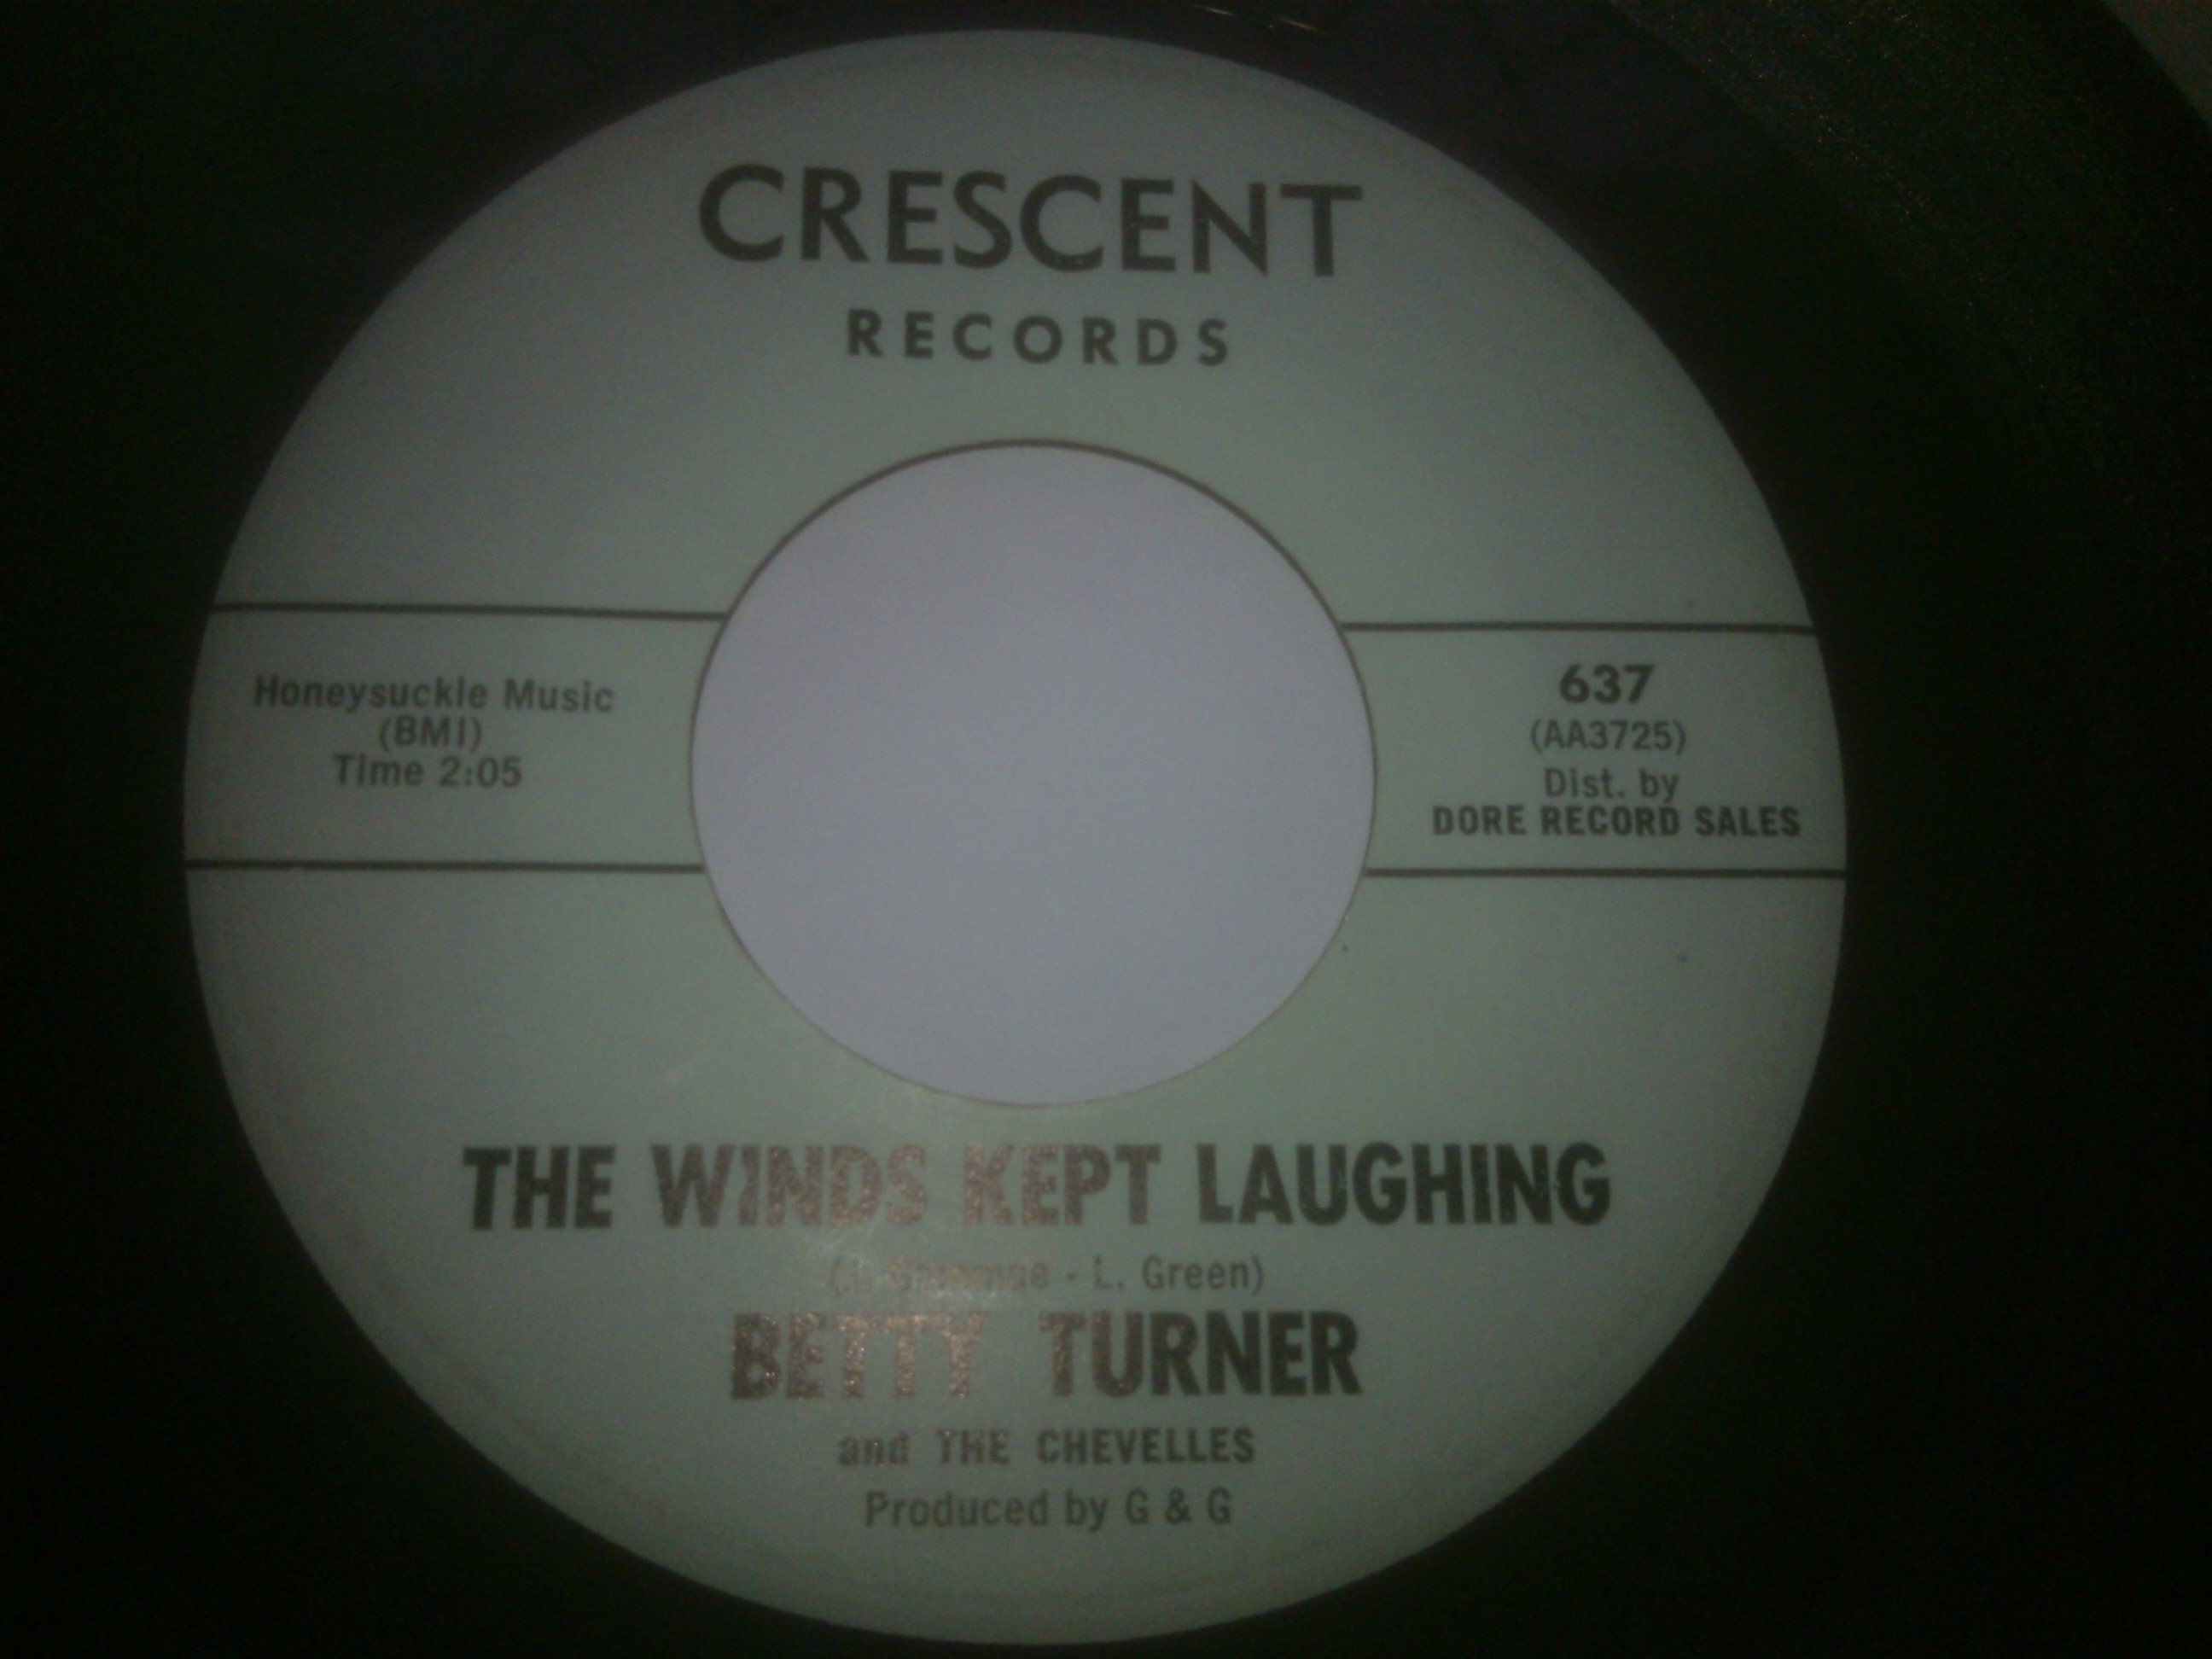 CRESCENT
RECORDS
Honeysuckle Music
(BMI)
Time 2:05
637
(AA3725)
Dist. by
DORE RECORD SALES
THE WINDS KEPT LAUGHING
- L. Green)
BETTY TURNER
and THE CHEVELLES
Produced by G & G